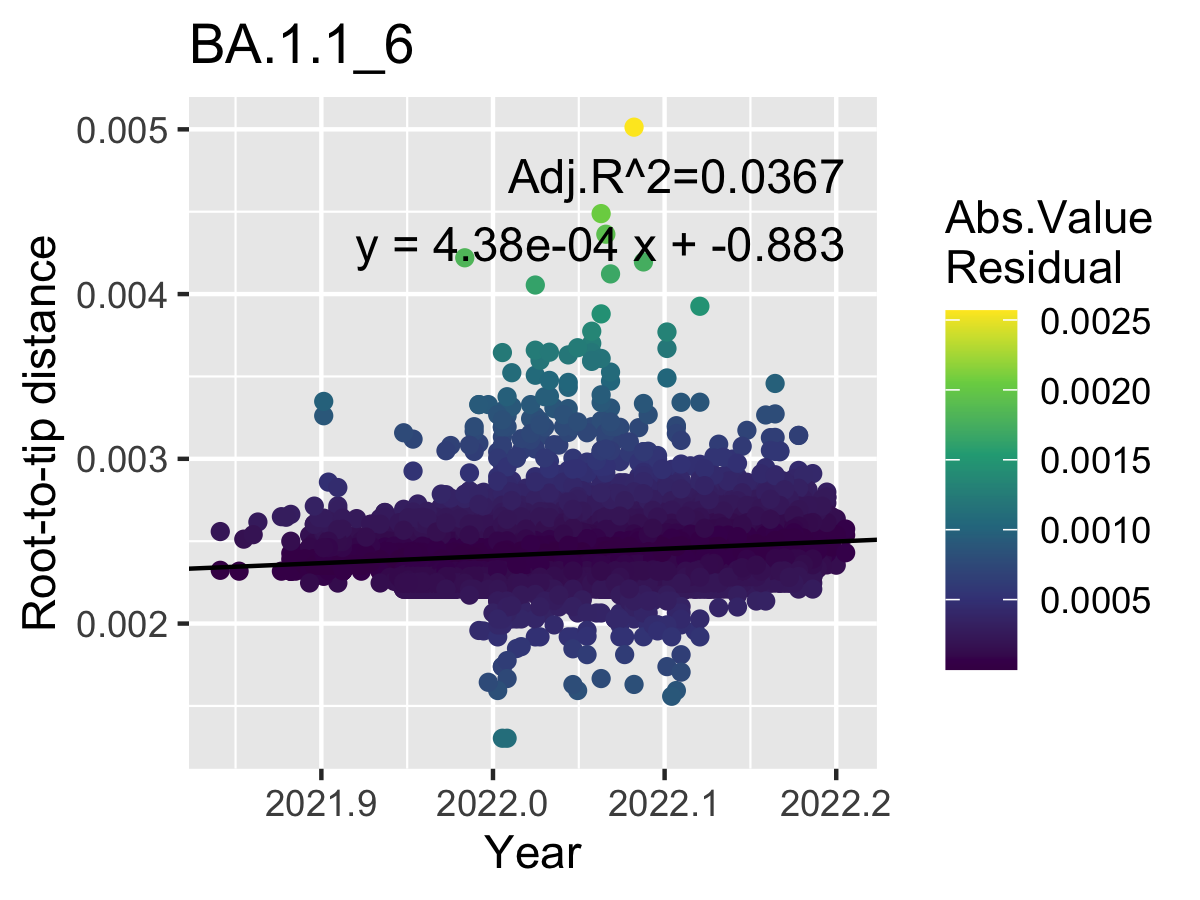 BA.1.1_6
Adj.R^2=0.0367
y = 4.38e-04 x + -0.883
0.005
0.004
0.003
0.002
Root-to-tip distance
2021.9
2022.0
2022.1
2022.2
Year
Abs.Value
Residual
0.0025
0.0020
0.0015
0.0010
0.0005